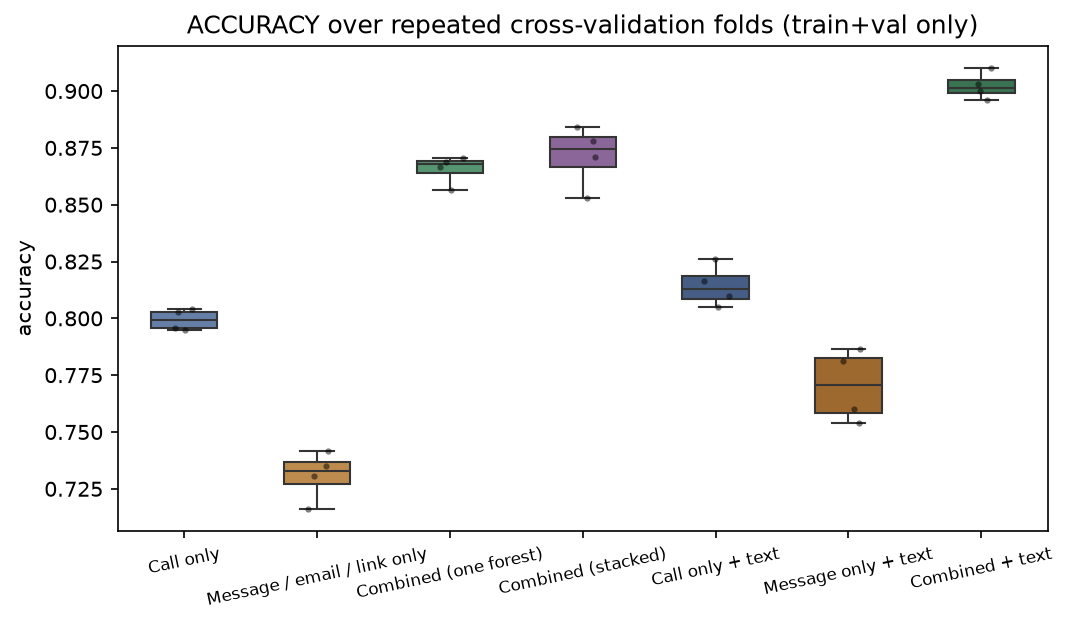 ACCURACY over repeated cross-validation folds (train+val only)
accuracy
0.900
0.875
0.850
0.825
0.800
0.775
0.750
0.725
Call only
Message / email / link only
Combined (one forest)
Combined (stacked)
Call only + text
Message only + text
Combined + text